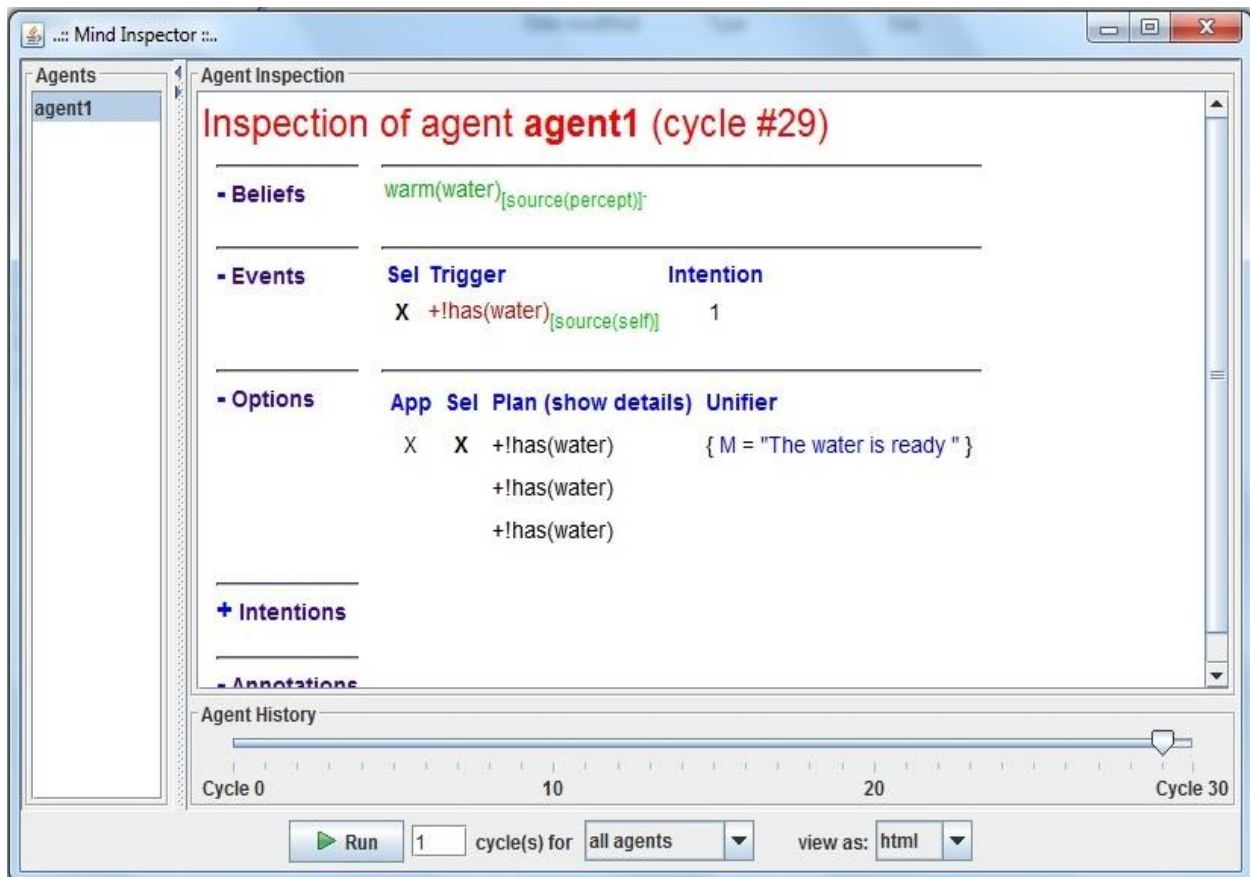 ..:: Mind Inspector ::..
Agents
agent1
Agent Inspection
Inspection of agent agent1 (cycle #29)
- Beliefs warm(water)[source(percept)].
- Events Sel Trigger Intention
X +!has(water)[source(self)] 1
- Options App Sel Plan (show details) Unifier
X X +!has(water) { M = "The water is ready " }
+!has(water)
+!has(water)
+ Intentions
- Annotations
Agent History
Cycle 0 10 20 Cycle 30
Run 1 cycle(s) for all agents view as: html